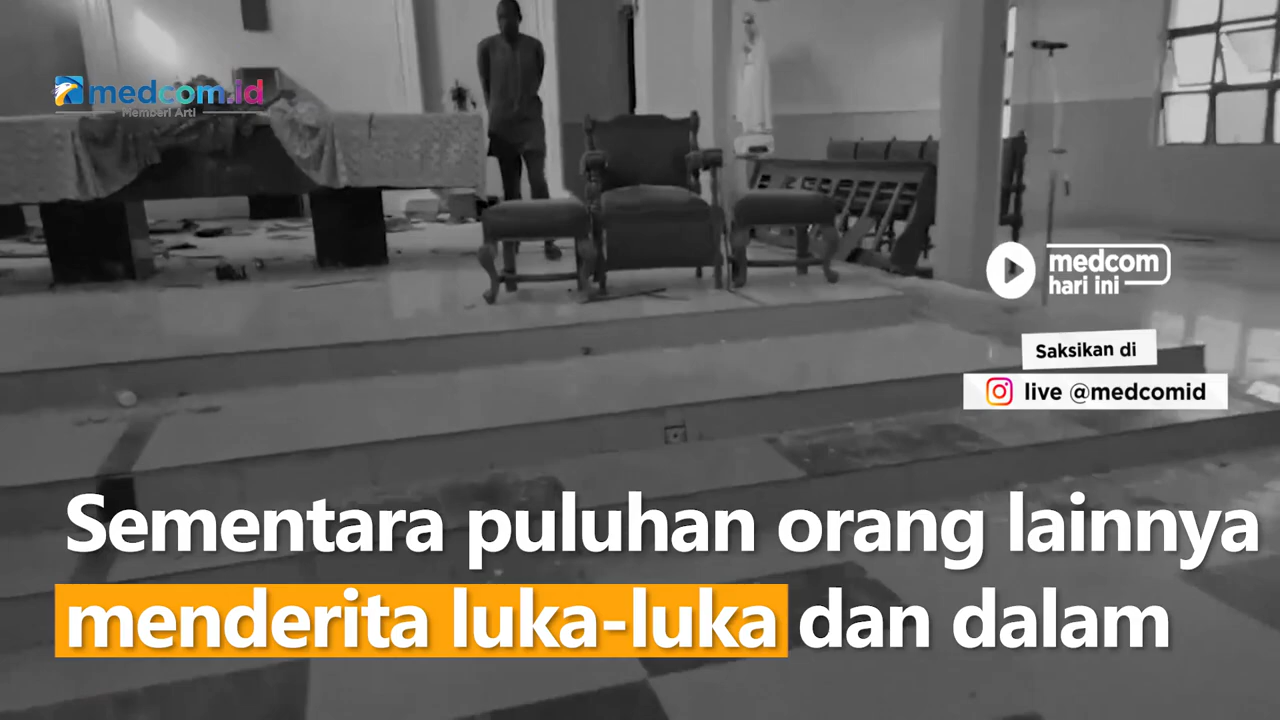 medcom.id
Memberi Arti
medcom
hari ini
Saksikan di
live @medcomid
Sementara puluhan orang lainnya
menderita luka-luka dan dalam